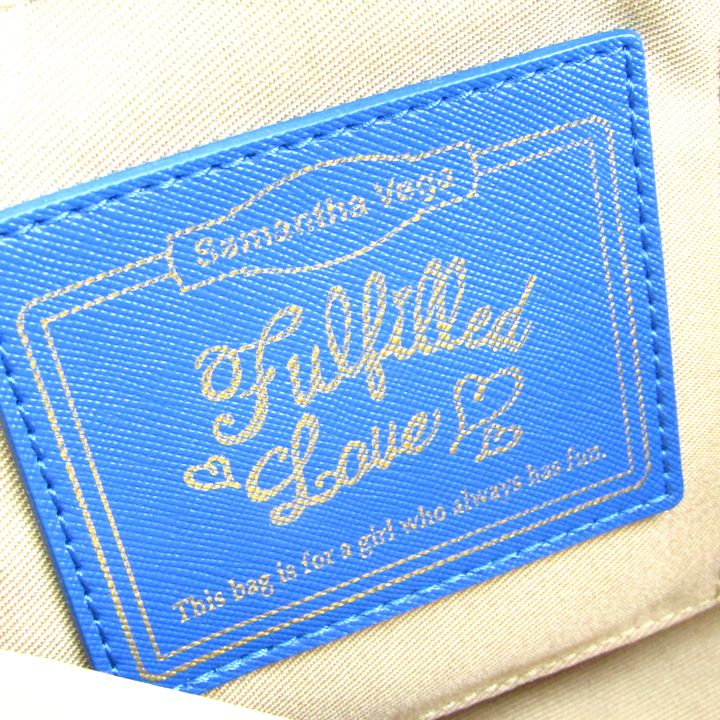 Samantha Vega
Fulfilled
Love
This bag is for a girl who always has fun.